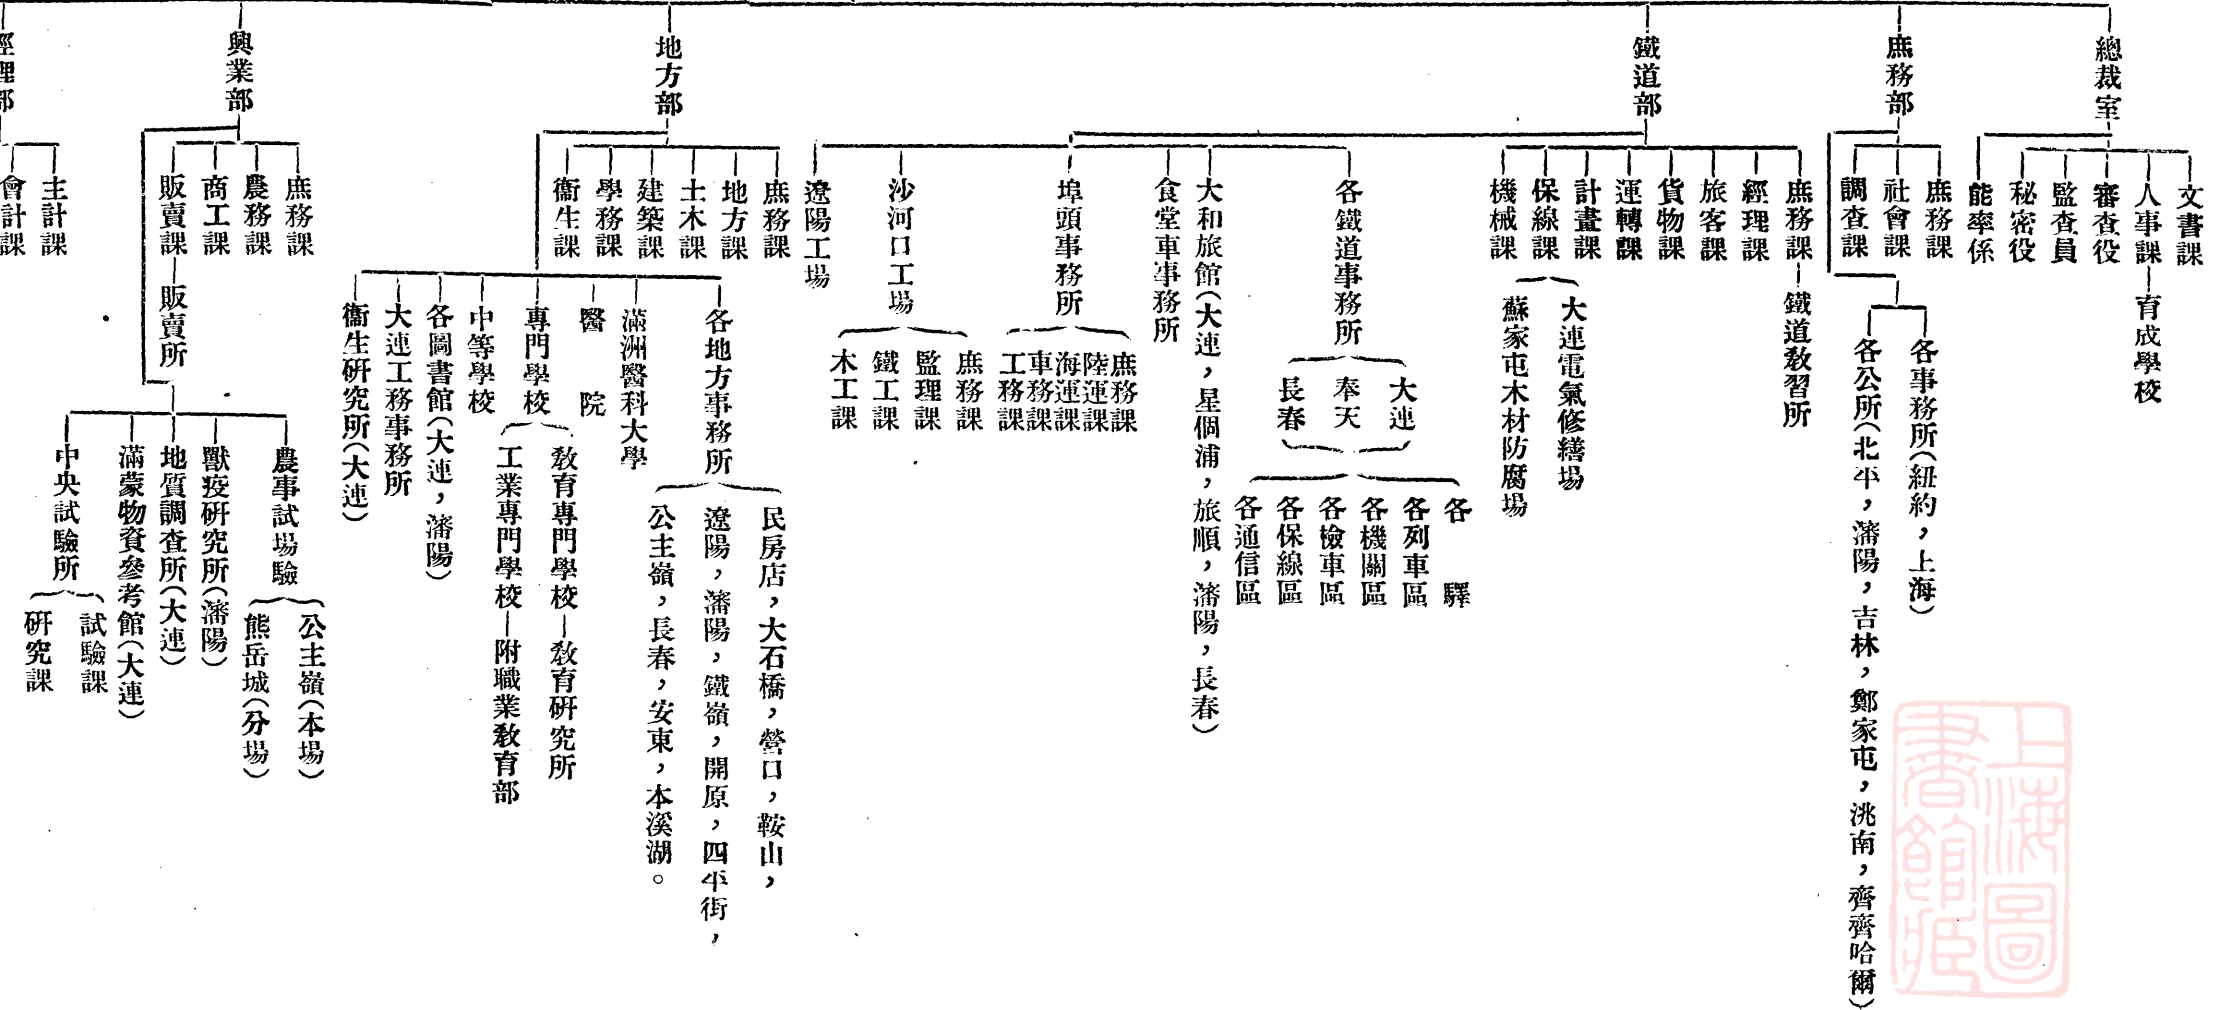 總裁室
文書課
人事課—育成學校
審查役
監查員
秘密役
能率係
庶務部
庶務課
社會課
調查課
各事務所(紐約，上海)
各公所(北平，瀋陽，吉林，鄭家屯，洮南，齊齊哈爾)
鐵道部
庶務課—鐵道教習所
經理課
旅客課
貨物課
運轉課
計畫課
保線課
機械課
大連電氣修繕場
蘇家屯木材防腐場
各鐵道事務所
大連
奉天
長春
各驛
各列車區
各機關區
各檢車區
各保線區
各通信區
大和旅館(大連，星個浦，旅順，瀋陽，長春)
食堂車事務所
埠頭事務所
庶務課
陸運課
海運課
車務課
工務課
沙河口工場
庶務課
監理課
鐵工課
木工課
遼陽工場
地方部
庶務課
地方課
土木課
建築課
學務課
衞生課
各地方事務所
民房店，大石橋，營口，鞍山，
遼陽，瀋陽，鐵嶺，開原，四平街，
公主嶺，長春，安東，本溪湖。
滿洲醫科大學
醫院
專門學校
教育專門學校—教育研究所
工業專門學校—附職業教育部
中等學校
各圖書館(大連，瀋陽)
大連工務事務所
衞生研究所(大連)
興業部
庶務課
農務課
商工課
販賣課—販賣所
農事試場驗
公主嶺(本場)
熊岳城(分場)
獸疫研究所(瀋陽)
地質調查所(大連)
滿蒙物資參考館(大連)
中央試驗所
試驗課
研究課
經理部
主計課
會計課
上海圖
書館藏